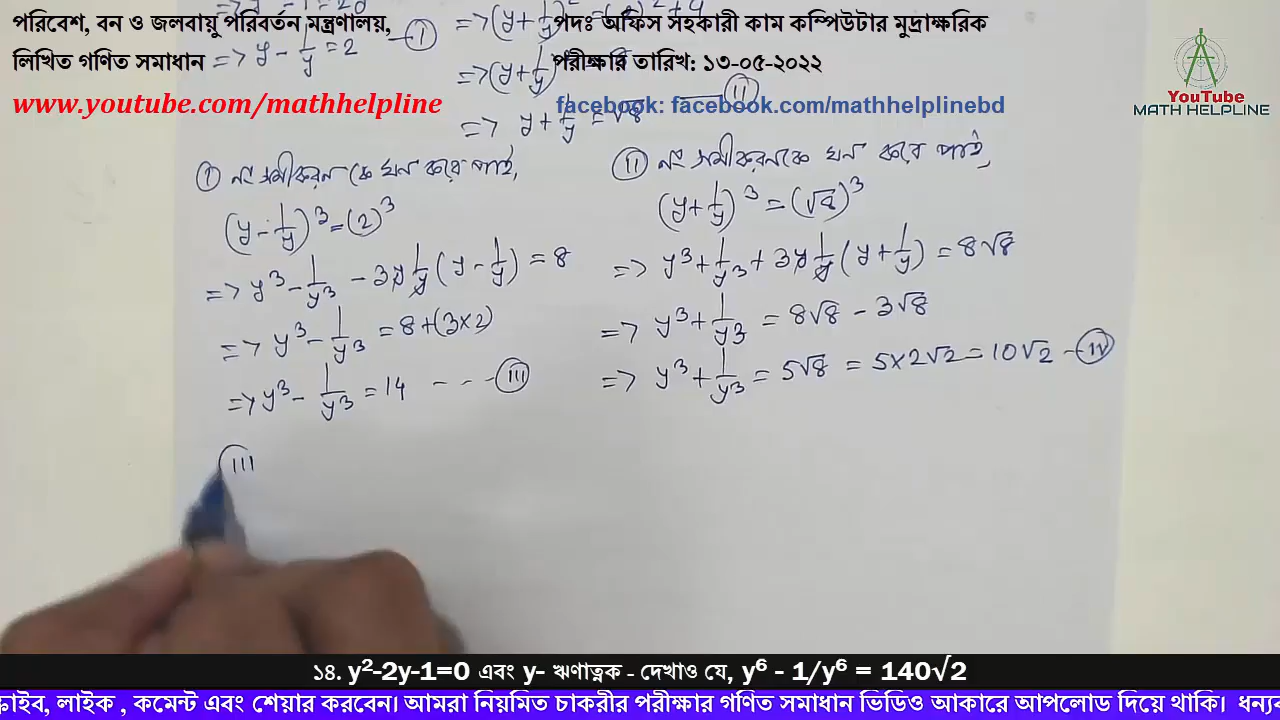 পরিবেশ, বন ও জলবায়ু পরিবর্তন মন্ত্রণালয়,
লিখিত গণিত সমাধান
www.youtube.com/mathhelpline
পদঃ অফিস সহকারী কাম কম্পিউটার মুদ্রাক্ষরিক
পরীক্ষার তারিখ: ১৩-০৫-২০২২
facebook: facebook.com/mathhelplinebd
YouTube
MATH HELPLINE
=> y - 1/y = 2 — (I)
=> y + 1/y = √8 — (II)
(I) নং সমীকরনকে ঘন করে পাই,
(y - 1/y)³ = (2)³
=> y³ - 1/y³ - 3y 1/y (y - 1/y) = 8
=> y³ - 1/y³ = 8+(3×2)
=> y³ - 1/y³ = 14 - - - (III)
(III
(II) নং সমীকরনকে ঘন করে পাই,
(y + 1/y)³ = (√8)³
=> y³ + 1/y³ + 3y 1/y (y + 1/y) = 8√8
=> y³ + 1/y³ = 8√8 - 3√8
=> y³ + 1/y³ = 5√8 = 5×2√2 = 10√2 — (IV)
১৪. y²-2y-1=0 এবং y- ঋণাত্নক - দেখাও যে, y⁶ - 1/y⁶ = 140√2
ক্রাইব, লাইক , কমেন্ট এবং শেয়ার করবেন। আমরা নিয়মিত চাকরীর পরীক্ষার গণিত সমাধান ভিডিও আকারে আপলোড দিয়ে থাকি। ধন্যব